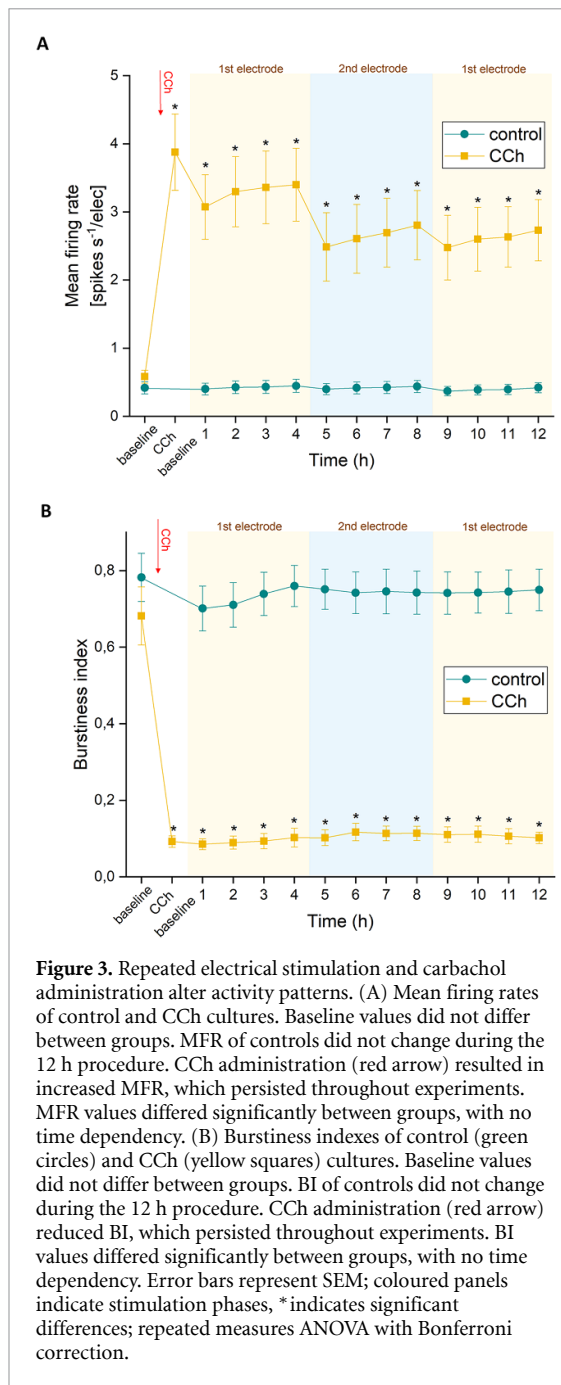 A
CCh
1st electrode
2nd electrode
1st electrode
control
CCh
Mean firing rate
[spikes s⁻¹/elec]
5
4
3
2
1
0
* * * * * * * * * * * * *
baseline CCh baseline 1 2 3 4 5 6 7 8 9 10 11 12
Time (h)
B
CCh
1st electrode
2nd electrode
1st electrode
control
CCh
Burstiness index
0,8
0,6
0,4
0,2
0,0
* * * * * * * * * * * * *
baseline CCh baseline 1 2 3 4 5 6 7 8 9 10 11 12
Time (h)
Figure 3. Repeated electrical stimulation and carbachol
administration alter activity patterns. (A) Mean firing rates
of control and CCh cultures. Baseline values did not differ
between groups. MFR of controls did not change during the
12 h procedure. CCh administration (red arrow) resulted in
increased MFR, which persisted throughout experiments.
MFR values differed significantly between groups, with no
time dependency. (B) Burstiness indexes of control (green
circles) and CCh (yellow squares) cultures. Baseline values
did not differ between groups. BI of controls did not change
during the 12 h procedure. CCh administration (red arrow)
reduced BI, which persisted throughout experiments. BI
values differed significantly between groups, with no time
dependency. Error bars represent SEM; coloured panels
indicate stimulation phases, * indicates significant
differences; repeated measures ANOVA with Bonferroni
correction.